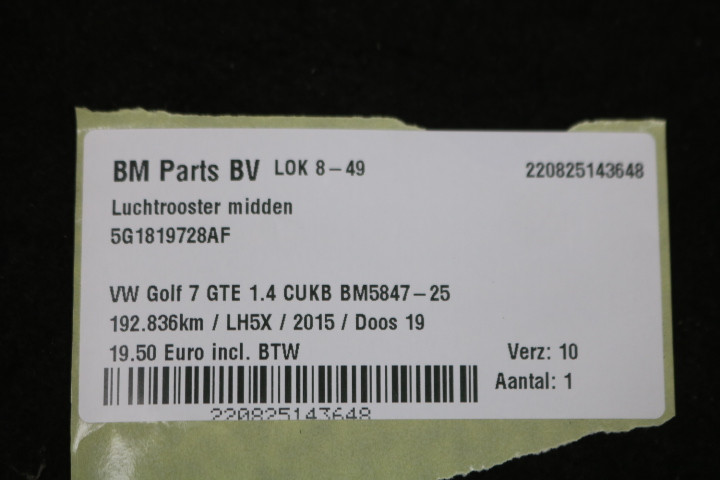 BM Parts BV LOK 8-49 220825143648
Luchtrooster midden
5G1819728AF
VW Golf 7 GTE 1.4 CUKB BM5847-25
192.836km / LH5X / 2015 / Doos 19
19.50 Euro incl. BTW Verz: 10
Aantal: 1
220825143648